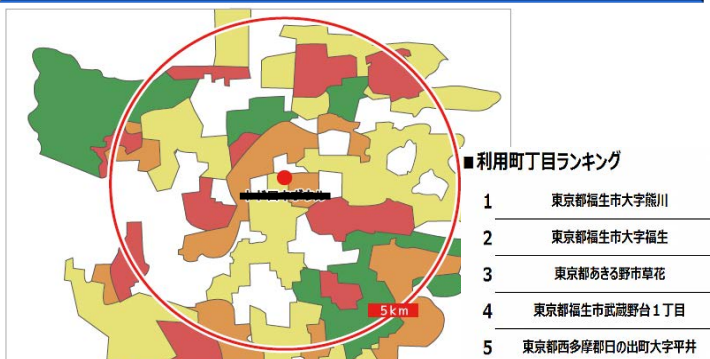 ■利用町丁目ランキング
1 東京都福生市大字熊川
2 東京都福生市大字福生
3 東京都あきる野市草花
4 東京都福生市武蔵野台１丁目
5km
5 東京都西多摩郡日の出町大字平井